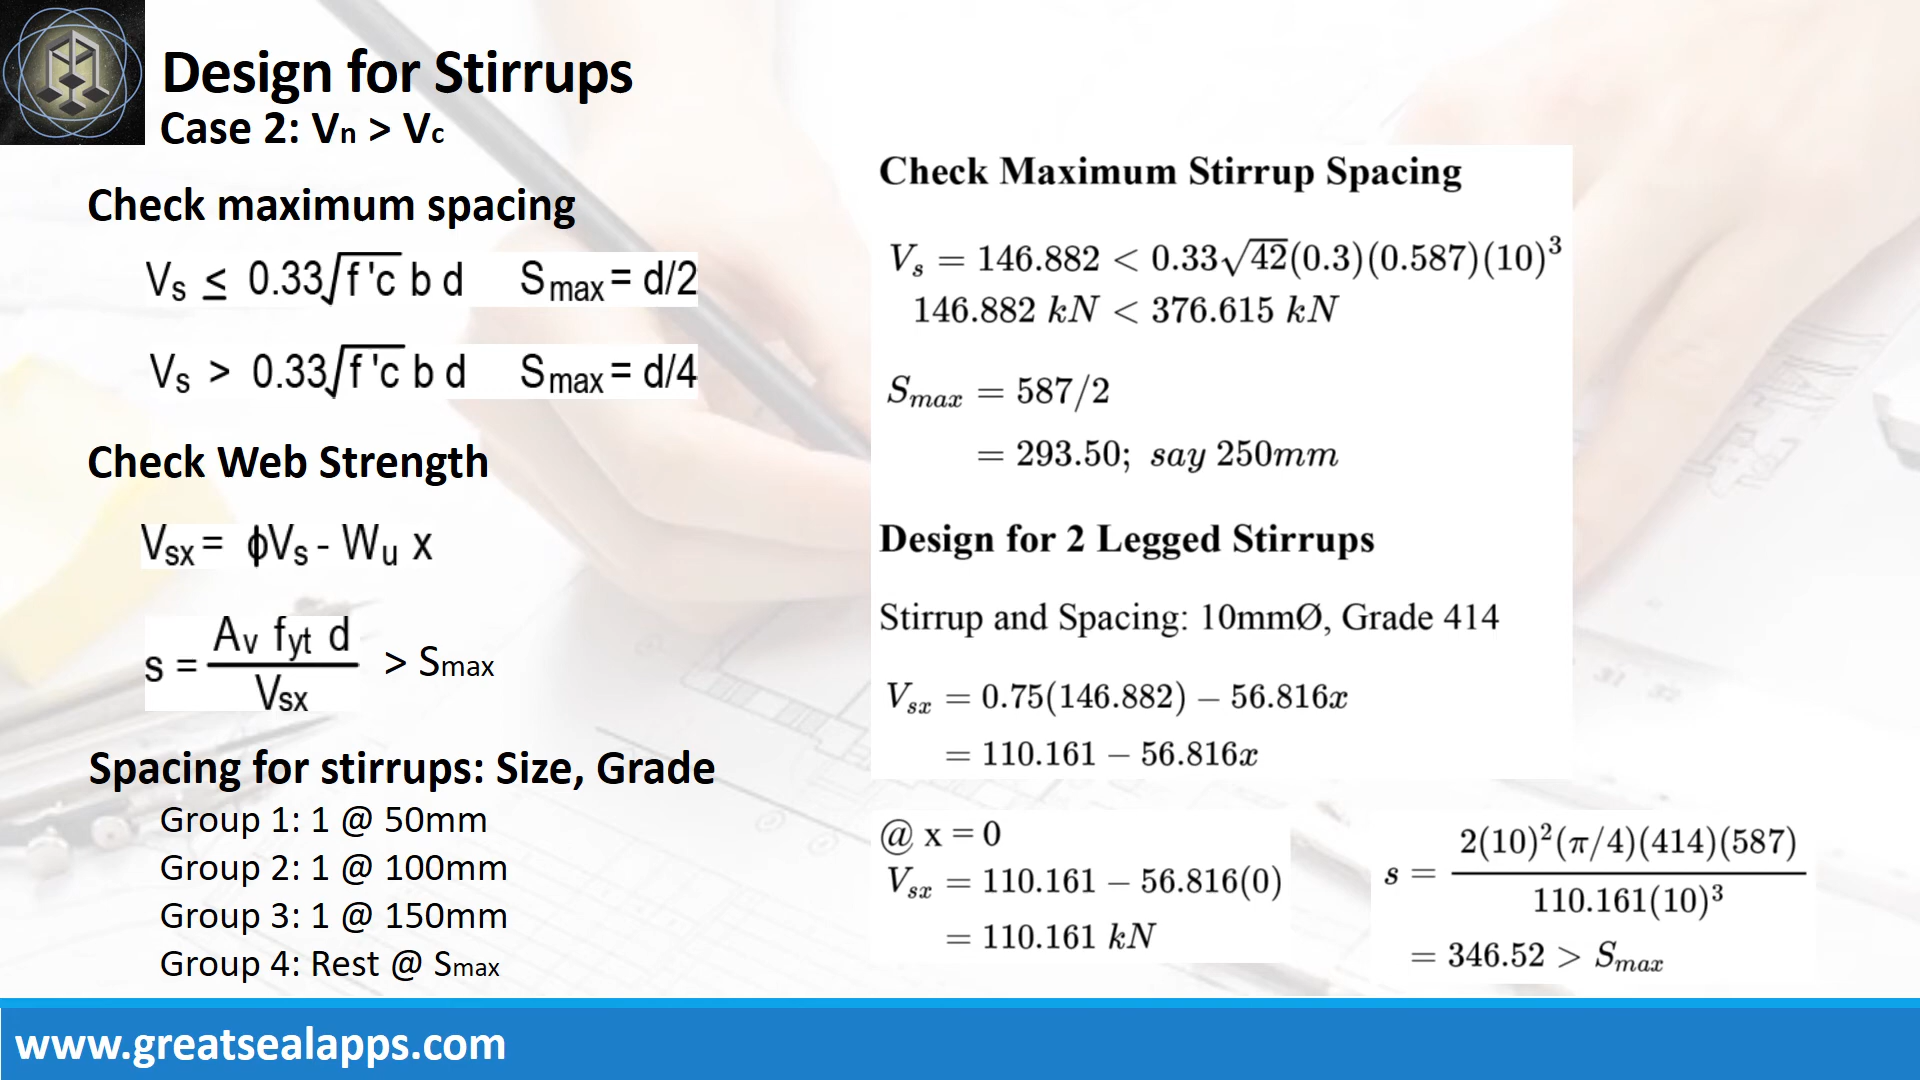 Design for Stirrups
Case 2: Vn > Vc
Check maximum spacing
Vs ≤ 0.33√f 'c b d Smax = d/2
Vs > 0.33√f 'c b d Smax = d/4
Check Web Strength
Vsx = ϕVs - Wu x
s = Av fyt d / Vsx > Smax
Spacing for stirrups: Size, Grade
Group 1: 1 @ 50mm
Group 2: 1 @ 100mm
Group 3: 1 @ 150mm
Group 4: Rest @ Smax
Check Maximum Stirrup Spacing
Vs = 146.882 < 0.33√42(0.3)(0.587)(10)³
146.882 kN < 376.615 kN
Smax = 587/2
= 293.50; say 250mm
Design for 2 Legged Stirrups
Stirrup and Spacing: 10mmØ, Grade 414
Vsx = 0.75(146.882) − 56.816x
= 110.161 − 56.816x
@ x = 0
Vsx = 110.161 − 56.816(0)
= 110.161 kN
s = 2(10)²(π/4)(414)(587) / 110.161(10)³
= 346.52 > Smax
www.greatsealapps.com